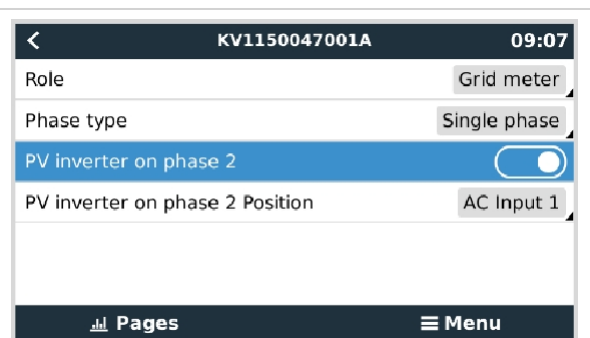 KV1150047001A 09:07
Role Grid meter
Phase type Single phase
PV inverter on phase 2
PV inverter on phase 2 Position AC Input 1
Pages Menu